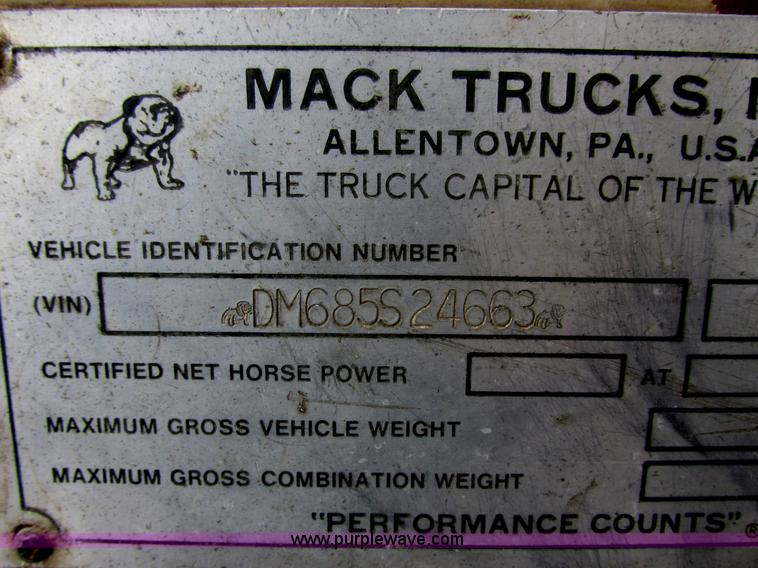 MACK TRUCKS,
ALLENTOWN, PA., U.S.A
"THE TRUCK CAPITAL OF THE W
VEHICLE IDENTIFICATION NUMBER
(VIN) DM685S24663
CERTIFIED NET HORSE POWER AT
MAXIMUM GROSS VEHICLE WEIGHT
MAXIMUM GROSS COMBINATION WEIGHT
"PERFORMANCE COUNTS"®
www.purplewave.com